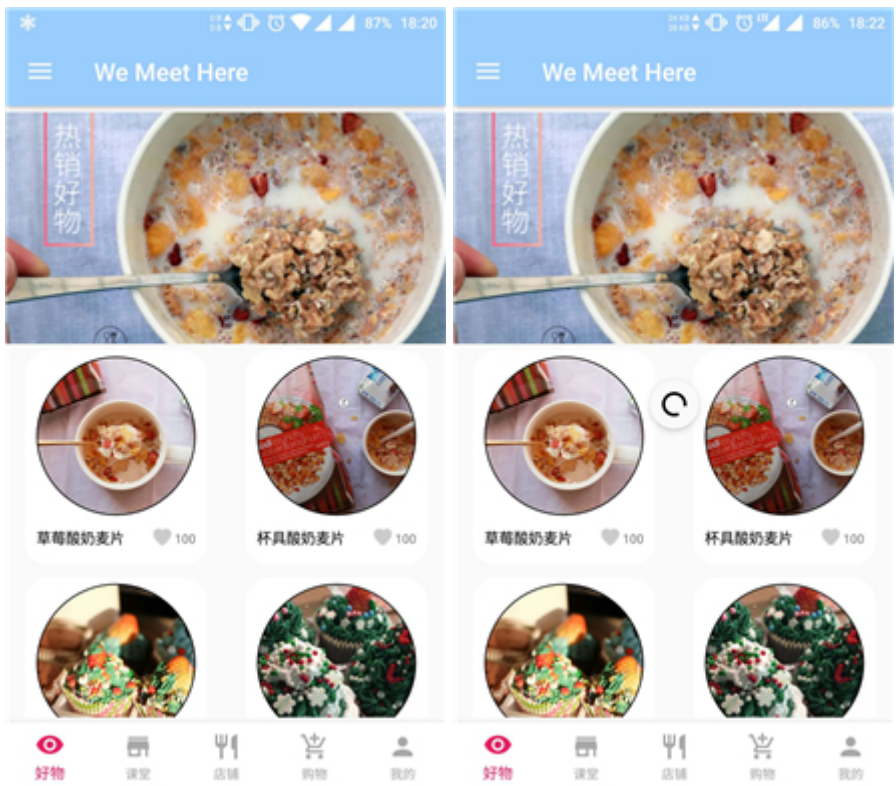 87% 18:20
We Meet Here
热销好物
草莓酸奶麦片
100
杯具酸奶麦片
100
好物
课堂
店铺
购物
我的
86% 18:22
We Meet Here
热销好物
草莓酸奶麦片
100
杯具酸奶麦片
100
好物
课堂
店铺
购物
我的